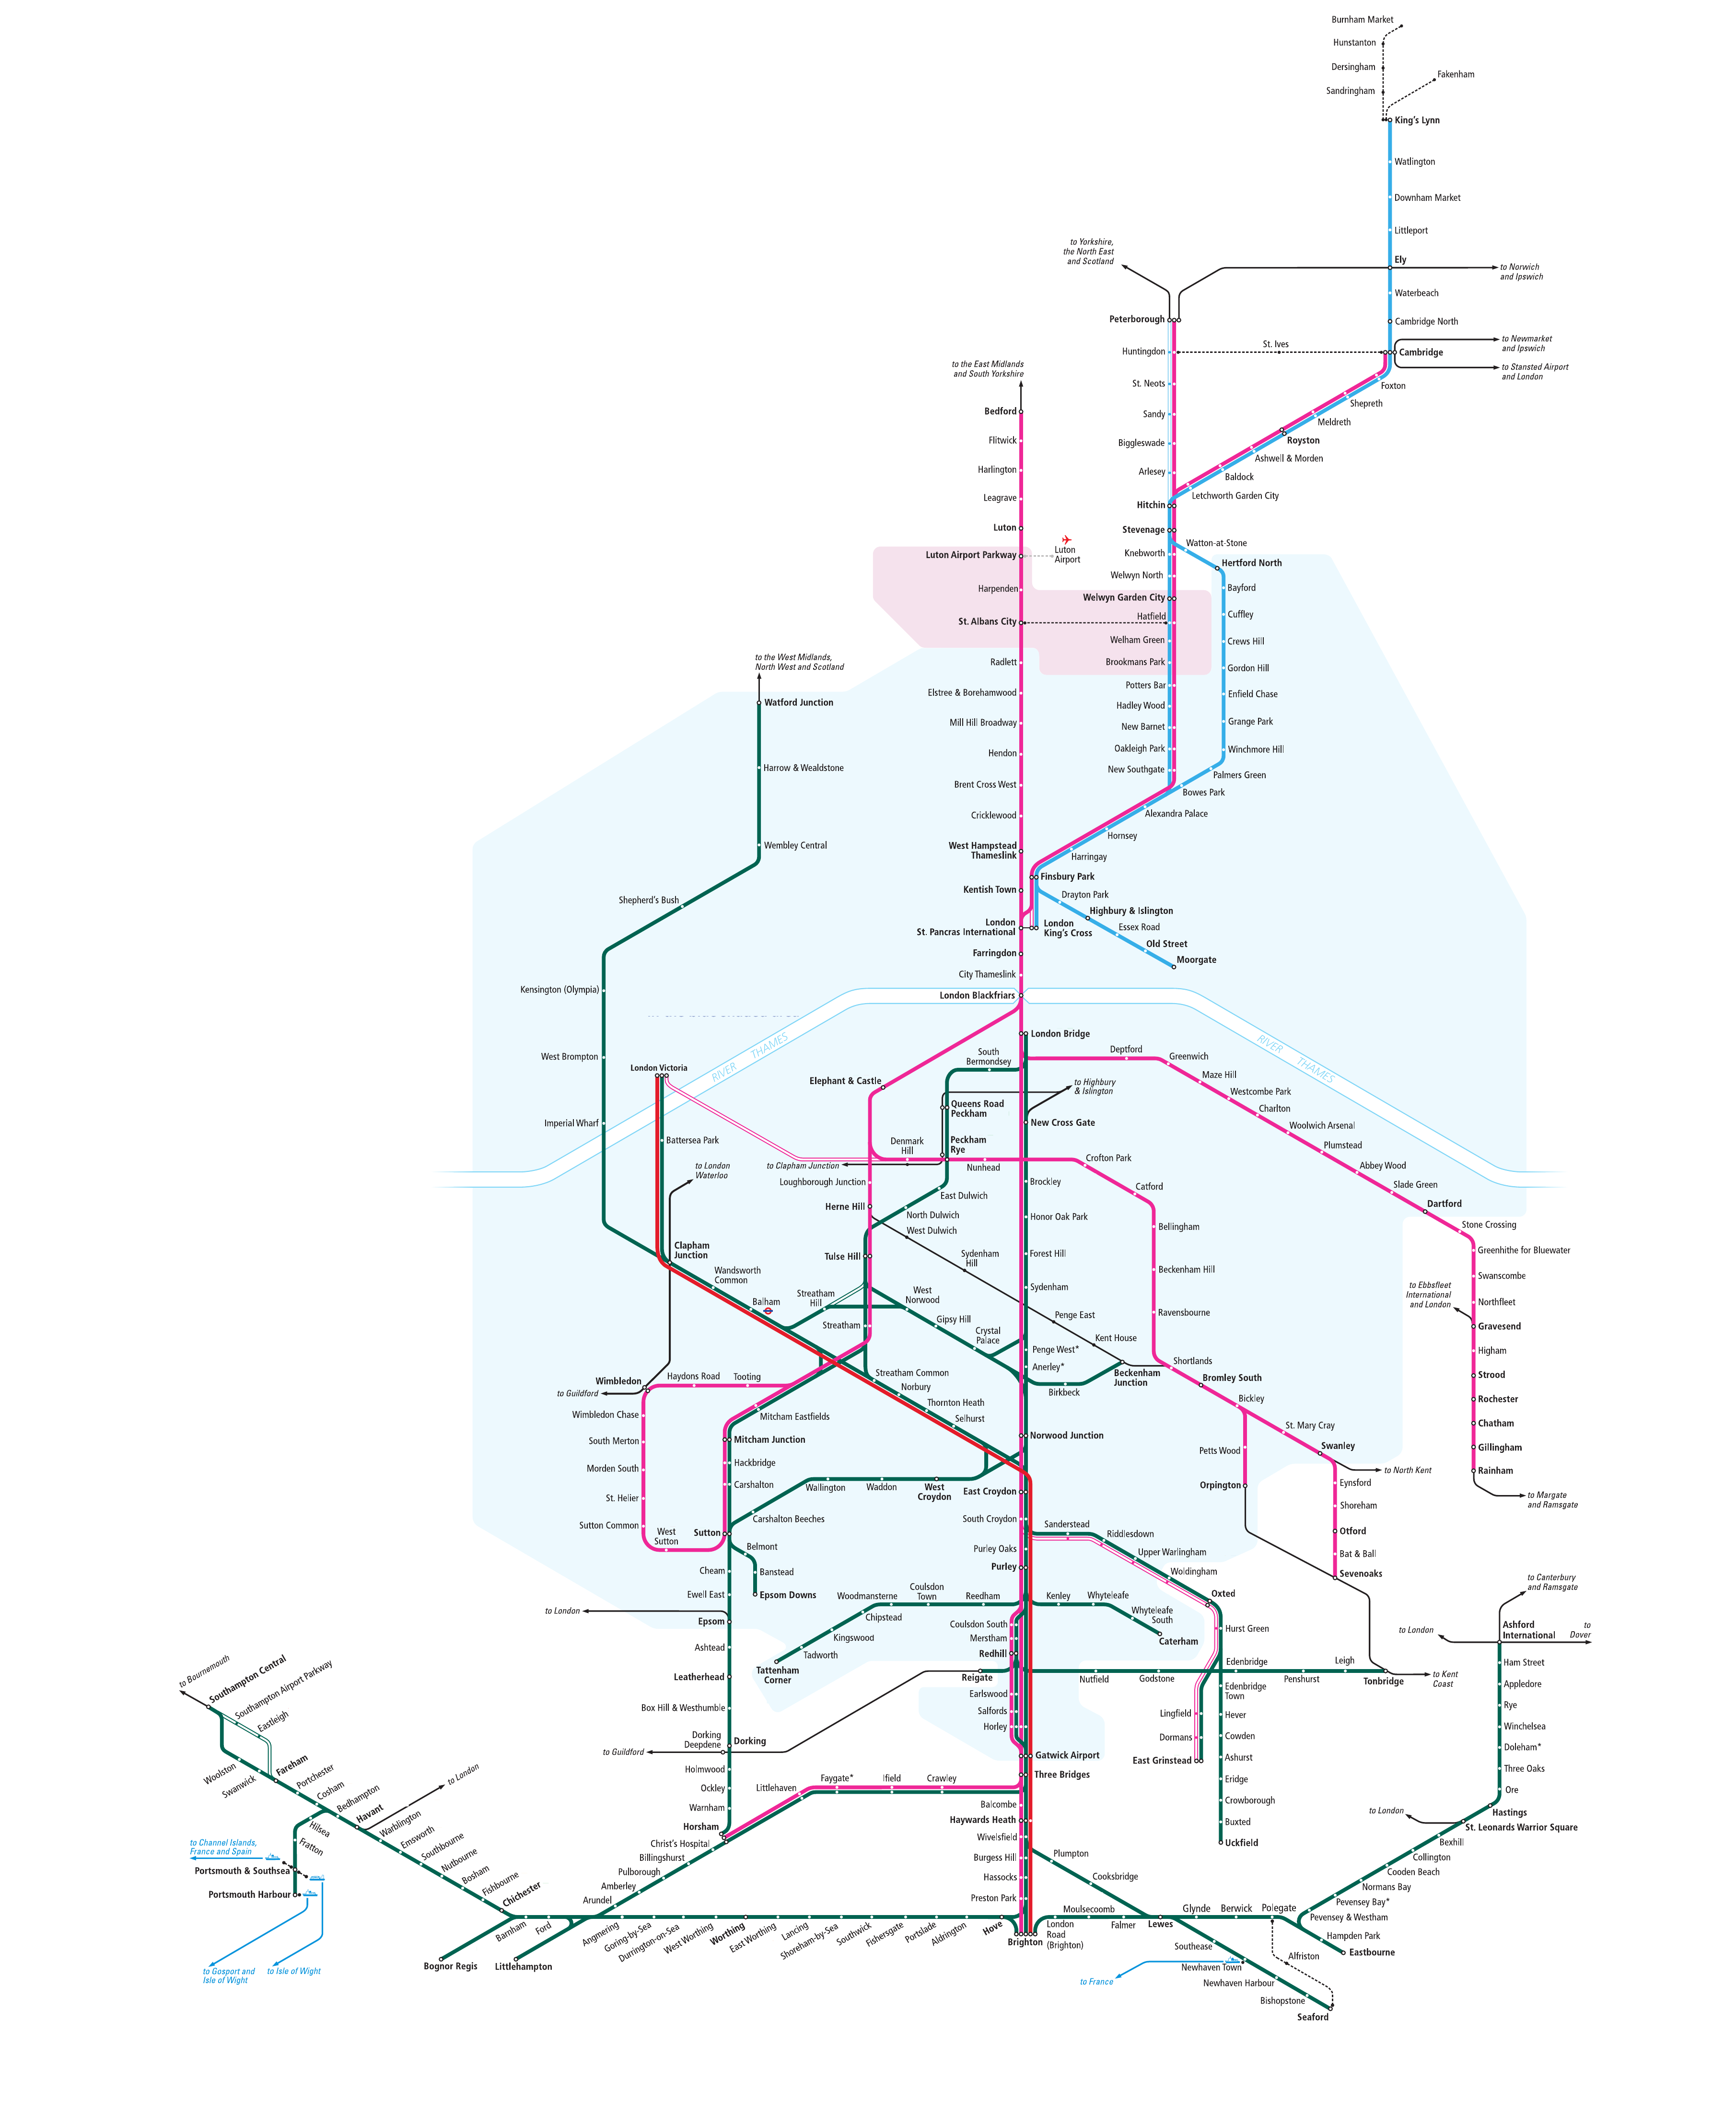 Burnham Market
Hunstanton
Dersingham
Fakenham
Sandringham
King's Lynn
Watlington
Downham Market
Littleport
to Yorkshire,
the North East
and Scotland
Ely
to Norwich
and Ipswich
Waterbeach
Peterborough
Cambridge North
Huntingdon
St. Ives
Cambridge
to Newmarket
and Ipswich
to Stansted Airport
and London
to the East Midlands
and South Yorkshire
St. Neots
Foxton
Shepreth
Bedford
Sandy
Meldreth
Flitwick
Biggleswade
Royston
Ashwell & Morden
Harlington
Arlesey
Baldock
Leagrave
Letchworth Garden City
Hitchin
Luton
Stevenage
Watton-at-Stone
Luton Airport Parkway
Luton
Airport
Knebworth
Hertford North
Welwyn North
Harpenden
Bayford
Welwyn Garden City
Cuffley
St. Albans City
Hatfield
Welham Green
Crews Hill
to the West Midlands,
North West and Scotland
Radlett
Brookmans Park
Gordon Hill
Elstree & Borehamwood
Potters Bar
Enfield Chase
Watford Junction
Hadley Wood
Mill Hill Broadway
New Barnet
Grange Park
Hendon
Oakleigh Park
Winchmore Hill
Harrow & Wealdstone
New Southgate
Palmers Green
Brent Cross West
Bowes Park
Cricklewood
Alexandra Palace
Hornsey
Wembley Central
West Hampstead
Thameslink
Harringay
Kentish Town
Finsbury Park
Shepherd's Bush
Drayton Park
Highbury & Islington
London
St. Pancras International
London
King's Cross
Essex Road
Old Street
Farringdon
Moorgate
City Thameslink
Kensington (Olympia)
London Blackfriars
RIVER THAMES
RIVER THAMES
London Bridge
West Brompton
South
Bermondsey
Deptford
Greenwich
London Victoria
Elephant & Castle
Maze Hill
to Highbury
& Islington
Westcombe Park
Queens Road
Peckham
Charlton
Imperial Wharf
New Cross Gate
Woolwich Arsenal
Battersea Park
Denmark
Hill
Peckham
Rye
Plumstead
to London
Waterloo
to Clapham Junction
Nunhead
Crofton Park
Abbey Wood
Loughborough Junction
Brockley
Catford
Slade Green
East Dulwich
Herne Hill
North Dulwich
Dartford
Honor Oak Park
Bellingham
Stone Crossing
West Dulwich
Clapham
Junction
Tulse Hill
Sydenham
Hill
Forest Hill
Greenhithe for Bluewater
Wandsworth
Common
Beckenham Hill
Swanscombe
Sydenham
to Ebbsfleet
International
and London
Balham
Streatham
Hill
West
Norwood
Northfleet
Penge East
Ravensbourne
Streatham
Gipsy Hill
Gravesend
Crystal
Palace
Kent House
Penge West*
Higham
Anerley*
Shortlands
Streatham Common
Beckenham
Junction
Strood
Wimbledon
Haydons Road
Tooting
Norbury
Birkbeck
Bromley South
to Guildford
Thornton Heath
Bickley
Rochester
Wimbledon Chase
Mitcham Eastfields
Selhurst
St. Mary Cray
Chatham
South Merton
Mitcham Junction
Norwood Junction
Petts Wood
Swanley
Gillingham
Hackbridge
to North Kent
Rainham
Morden South
Carshalton
Wallington
Waddon
West
Croydon
East Croydon
Orpington
Eynsford
to Margate
and Ramsgate
St. Helier
Shoreham
Sutton Common
West
Sutton
Sutton
Carshalton Beeches
South Croydon
Sanderstead
Riddlesdown
Otford
Belmont
Purley Oaks
Upper Warlingham
Bat & Ball
Cheam
Banstead
Purley
Woldingham
Sevenoaks
Ewell East
Epsom Downs
Woodmansterne
Coulsdon
Town
Reedham
Kenley
Whyteleafe
Oxted
to Canterbury
and Ramsgate
to London
Epsom
Chipstead
Coulsdon South
Whyteleafe
South
Hurst Green
Ashford
International
to London
to
Dover
Kingswood
Merstham
Caterham
Ashtead
Tadworth
Redhill
Leatherhead
Tattenham
Corner
Reigate
Nutfield
Godstone
Edenbridge
Penshurst
Leigh
Tonbridge
to Kent
Coast
Ham Street
Earlswood
Edenbridge
Town
Appledore
Box Hill & Westhumble
Salfords
Lingfield
Hever
Rye
Horley
Cowden
Winchelsea
Dorking
Deepdene
Dorking
Dormans
to Guildford
Gatwick Airport
East Grinstead
Ashurst
Doleham*
Holmwood
Three Bridges
Eridge
Three Oaks
Ockley
Littlehaven
Faygate*
Ifield
Crawley
Crowborough
Ore
Warnham
Balcombe
Buxted
Hastings
Horsham
Haywards Heath
to London
St. Leonards Warrior Square
Christ's Hospital
Wivelsfield
Uckfield
Bexhill
Billingshurst
Burgess Hill
Plumpton
Collington
Pulborough
Hassocks
Cooksbridge
Cooden Beach
Amberley
Normans Bay
Arundel
Preston Park
Pevensey Bay*
to Bournemouth
Southampton Central
Southampton Airport Parkway
Eastleigh
Woolston
Swanwick
Fareham
Portchester
Cosham
Bedhampton
Havant
to London
Hilsea
Warblington
Fratton
Emsworth
to Channel Islands,
France and Spain
Southbourne
Nutbourne
Portsmouth & Southsea
Bosham
Portsmouth Harbour
Fishbourne
Chichester
to Gosport and
Isle of Wight
to Isle of Wight
Barnham
Ford
Bognor Regis
Littlehampton
Angmering
Goring-by-Sea
Durrington-on-Sea
West Worthing
Worthing
East Worthing
Lancing
Shoreham-by-Sea
Southwick
Fishersgate
Portslade
Aldrington
Hove
Brighton
London
Road
(Brighton)
Moulsecoomb
Falmer
Lewes
Glynde
Berwick
Polegate
Pevensey & Westham
Hampden Park
Eastbourne
Southease
Alfriston
Newhaven Town
to France
Newhaven Harbour
Bishopstone
Seaford